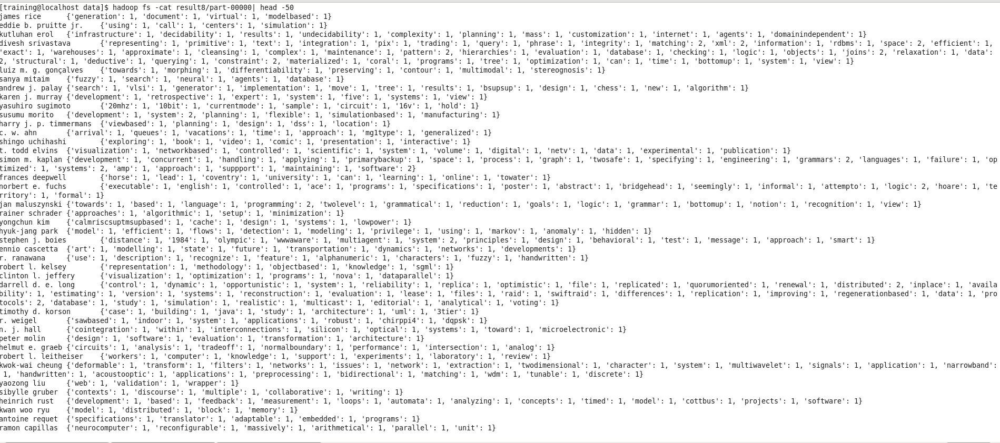 [training@localhost data]$ hadoop fs -cat result8/part-00000| head -50
james rice {'generation': 1, 'document': 1, 'virtual': 1, 'modelbased': 1}
eddie b. pruitte jr. {'using': 1, 'call': 1, 'centers': 1, 'simulation': 1}
kutluhan erol {'infrastructure': 1, 'decidability': 1, 'results': 1, 'undecidability': 1, 'complexity': 1, 'planning': 1, 'mass': 1, 'customization': 1, 'internet': 1, 'agents': 1, 'domainindependent': 1}
divesh srivastava {'representing': 1, 'primitive': 1, 'text': 1, 'integration': 1, 'pix': 1, 'trading': 1, 'query': 1, 'phrase': 1, 'integrity': 1, 'matching': 2, 'xml': 2, 'information': 1, 'rdbms': 1, 'space': 2, 'efficient': 1,
'exact': 1, 'warehouses': 1, 'approximate': 1, 'cleansing': 1, 'complex': 1, 'maintenance': 1, 'pattern': 2, 'hierarchies': 1, 'evaluation': 1, 'database': 1, 'checking': 1, 'logic': 1, 'objects': 1, 'joins': 2, 'relaxation': 1, 'data':
2, 'structural': 1, 'deductive': 1, 'querying': 1, 'constraint': 2, 'materialized': 1, 'coral': 1, 'programs': 1, 'tree': 1, 'optimization': 1, 'can': 1, 'time': 1, 'bottomup': 1, 'system': 1, 'view': 1}
luiz m. g. gonçalves {'towards': 1, 'morphing': 1, 'differentiability': 1, 'preserving': 1, 'contour': 1, 'multimodal': 1, 'stereognosis': 1}
sanya mitaim {'fuzzy': 1, 'search': 1, 'neural': 1, 'agents': 1, 'database': 1}
andrew j. palay {'search': 1, 'vlsi': 1, 'generator': 1, 'implementation': 1, 'move': 1, 'tree': 1, 'results': 1, 'bsupsup': 1, 'design': 1, 'chess': 1, 'new': 1, 'algorithm': 1}
karen j. murray {'development': 1, 'retrospective': 1, 'expert': 1, 'system': 1, 'five': 1, 'systems': 1, 'view': 1}
yasuhiro sugimoto {'20mhz': 1, '10bit': 1, 'currentmode': 1, 'sample': 1, 'circuit': 1, '16v': 1, 'hold': 1}
susumu morito {'development': 1, 'system': 2, 'planning': 1, 'flexible': 1, 'simulationbased': 1, 'manufacturing': 1}
harry j. p. timmermans {'viewbased': 1, 'planning': 1, 'design': 1, 'dss': 1, 'location': 1}
c. w. ahn {'arrival': 1, 'queues': 1, 'vacations': 1, 'time': 1, 'approach': 1, 'mg1type': 1, 'generalized': 1}
shingo uchihashi {'exploring': 1, 'book': 1, 'video': 1, 'comic': 1, 'presentation': 1, 'interactive': 1}
t. todd elvins {'visualization': 1, 'networkbased': 1, 'controlled': 1, 'scientific': 1, 'system': 1, 'volume': 1, 'digital': 1, 'netv': 1, 'data': 1, 'experimental': 1, 'publication': 1}
simon m. kaplan {'development': 1, 'concurrent': 1, 'handling': 1, 'applying': 1, 'primarybackup': 1, 'space': 1, 'process': 1, 'graph': 1, 'twosafe': 1, 'specifying': 1, 'engineering': 1, 'grammars': 2, 'languages': 1, 'failure': 1, 'op
timized': 1, 'systems': 2, 'amp': 1, 'approach': 1, 'suppport': 1, 'maintaining': 1, 'software': 2}
frances deepwell {'horse': 1, 'lead': 1, 'coventry': 1, 'university': 1, 'can': 1, 'learning': 1, 'online': 1, 'towater': 1}
norbert e. fuchs {'executable': 1, 'english': 1, 'controlled': 1, 'ace': 1, 'programs': 1, 'specifications': 1, 'poster': 1, 'abstract': 1, 'bridgehead': 1, 'seemingly': 1, 'informal': 1, 'attempto': 1, 'logic': 2, 'hoare': 1, 'te
rritory': 1, 'formal': 1}
jan maluszynski {'towards': 1, 'based': 1, 'language': 1, 'programming': 2, 'twolevel': 1, 'grammatical': 1, 'reduction': 1, 'goals': 1, 'logic': 1, 'grammar': 1, 'bottomup': 1, 'notion': 1, 'recognition': 1, 'view': 1}
rainer schrader {'approaches': 1, 'algorithmic': 1, 'setup': 1, 'minimization': 1}
yongchun kim {'calmriscsuptmsupbased': 1, 'cache': 1, 'design': 1, 'systems': 1, 'lowpower': 1}
hyuk-jang park {'model': 1, 'efficient': 1, 'flows': 1, 'detection': 1, 'modeling': 1, 'privilege': 1, 'using': 1, 'markov': 1, 'anomaly': 1, 'hidden': 1}
stephen j. boies {'distance': 1, '1984': 1, 'olympic': 1, 'wwwaware': 1, 'multiagent': 1, 'system': 2, 'principles': 1, 'design': 1, 'behavioral': 1, 'test': 1, 'message': 1, 'approach': 1, 'smart': 1}
ennio cascetta {'art': 1, 'modelling': 1, 'state': 1, 'future': 1, 'transportation': 1, 'dynamics': 1, 'networks': 1, 'developments': 1}
r. ranawana {'use': 1, 'description': 1, 'recognize': 1, 'feature': 1, 'alphanumeric': 1, 'characters': 1, 'fuzzy': 1, 'handwritten': 1}
robert l. kelsey {'representation': 1, 'methodology': 1, 'objectbased': 1, 'knowledge': 1, 'sgml': 1}
clinton l. jeffery {'visualization': 1, 'optimization': 1, 'programs': 1, 'nova': 1, 'dataparallel': 1}
darrell d. e. long {'control': 1, 'dynamic': 1, 'opportunistic': 1, 'system': 1, 'reliability': 1, 'replica': 1, 'optimistic': 1, 'file': 1, 'replicated': 1, 'quorumoriented': 1, 'renewal': 1, 'distributed': 2, 'inplace': 1, 'availa
bility': 1, 'estimating': 1, 'version': 1, 'systems': 1, 'reconstruction': 1, 'evaluation': 1, 'lease': 1, 'files': 1, 'raid': 1, 'swiftraid': 1, 'differences': 1, 'replication': 1, 'improving': 1, 'regenerationbased': 1, 'data': 1, 'pro
tocols': 2, 'database': 1, 'study': 1, 'simulation': 1, 'realistic': 1, 'multicast': 1, 'editorial': 1, 'analytical': 1, 'voting': 1}
timothy d. korson {'case': 1, 'building': 1, 'java': 1, 'study': 1, 'architecture': 1, 'uml': 1, '3tier': 1}
r. weigel {'sawbased': 1, 'indoor': 1, 'system': 1, 'applications': 1, 'robust': 1, 'chirppi4': 1, 'dqpsk': 1}
n. j. hall {'cointegration': 1, 'within': 1, 'interconnections': 1, 'silicon': 1, 'optical': 1, 'systems': 1, 'toward': 1, 'microelectronic': 1}
peter molin {'design': 1, 'software': 1, 'evaluation': 1, 'transformation': 1, 'architecture': 1}
helmut e. graeb {'circuits': 1, 'analysis': 1, 'tradeoff': 1, 'normalboundary': 1, 'performance': 1, 'intersection': 1, 'analog': 1}
robert l. leitheiser {'workers': 1, 'computer': 1, 'knowledge': 1, 'support': 1, 'experiments': 1, 'laboratory': 1, 'review': 1}
kwok-wai cheung {'deformable': 1, 'transform': 1, 'filters': 1, 'networks': 1, 'issues': 1, 'network': 1, 'extraction': 1, 'twodimensional': 1, 'character': 1, 'system': 1, 'multiwavelet': 1, 'signals': 1, 'application': 1, 'narrowband':
1, 'handwritten': 1, 'acoustooptic': 1, 'applications': 1, 'preprocessing': 1, 'bidirectional': 1, 'matching': 1, 'wdm': 1, 'tunable': 1, 'discrete': 1}
yaozong liu {'web': 1, 'validation': 1, 'wrapper': 1}
sibylle gruber {'contexts': 1, 'discourse': 1, 'multiple': 1, 'collaborative': 1, 'writing': 1}
heinrich rust {'development': 1, 'based': 1, 'feedback': 1, 'measurement': 1, 'loops': 1, 'automata': 1, 'analyzing': 1, 'concepts': 1, 'timed': 1, 'model': 1, 'cottbus': 1, 'projects': 1, 'software': 1}
kwan woo ryu {'model': 1, 'distributed': 1, 'block': 1, 'memory': 1}
antoine requet {'specifications': 1, 'translator': 1, 'adaptable': 1, 'embedded': 1, 'programs': 1}
ramon capillas {'neurocomputer': 1, 'reconfigurable': 1, 'massively': 1, 'arithmetical': 1, 'parallel': 1, 'unit': 1}